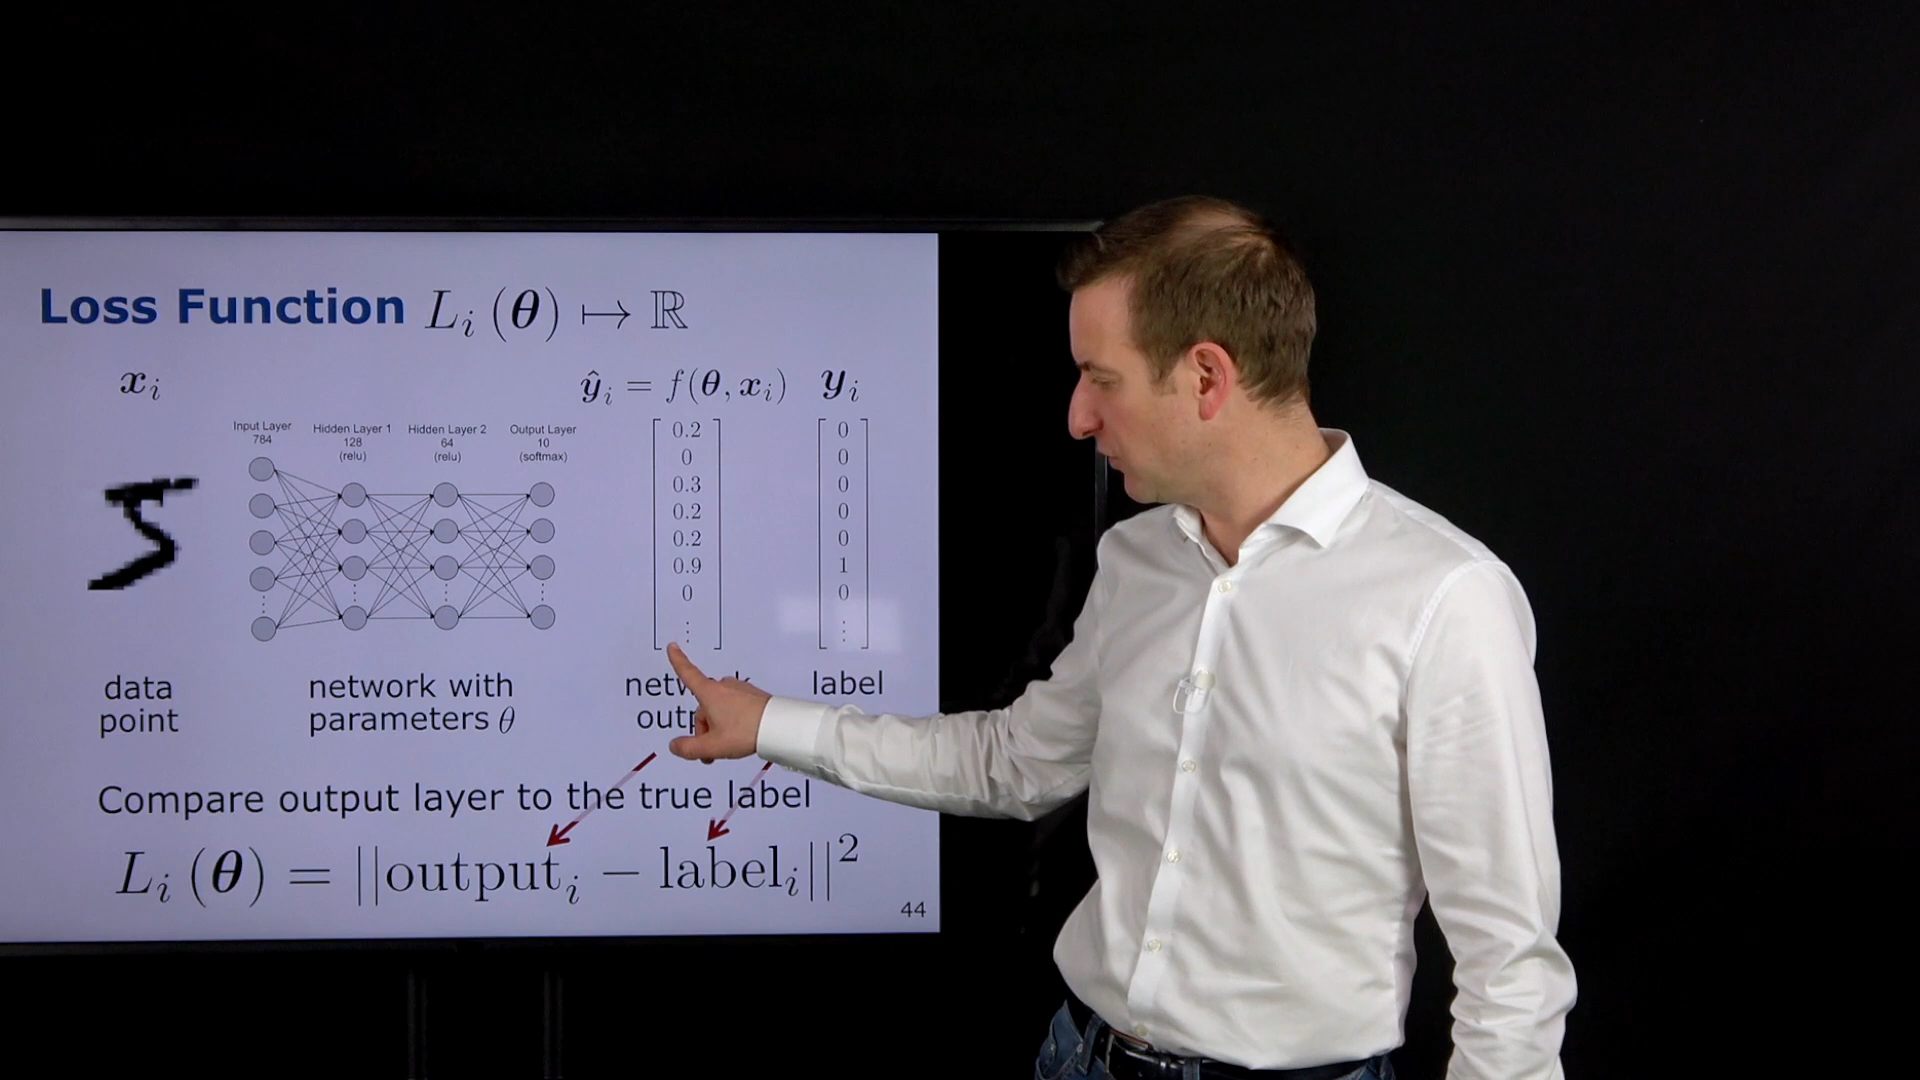 Loss Function L_i (θ) ↦ ℝ
x_i
ŷ_i = f(θ, x_i)
y_i
Input Layer
784
Hidden Layer 1
128
(relu)
Hidden Layer 2
64
(relu)
Output Layer
10
(softmax)
0.2
0
0.3
0.2
0.2
0.9
0
⋮
0
0
0
0
0
1
0
⋮
data
point
network with
parameters θ
label
Compare output layer to the true label
L_i (θ) = ||output_i − label_i||²
44